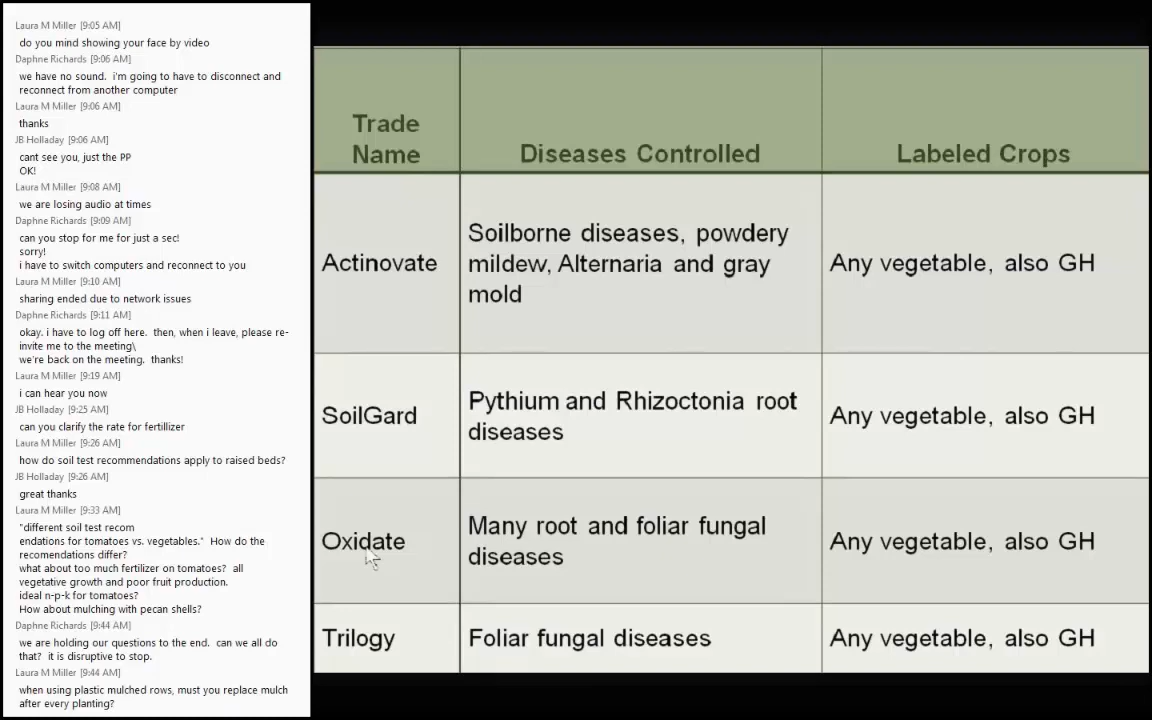 Laura M Miller [9:05 AM]
do you mind showing your face by video
Daphne Richards [9:06 AM]
we have no sound. i'm going to have to disconnect and
reconnect from another computer
Laura M Miller [9:06 AM]
thanks
JB Holladay [9:06 AM]
cant see you, just the PP
OK!
Laura M Miller [9:08 AM]
we are losing audio at times
Daphne Richards [9:09 AM]
can you stop for me for just a sec!
sorry!
i have to switch computers and reconnect to you
Laura M Miller [9:10 AM]
sharing ended due to network issues
Daphne Richards [9:11 AM]
okay. i have to log off here. then, when i leave, please re-
invite me to the meeting\
we're back on the meeting. thanks!
Laura M Miller [9:19 AM]
i can hear you now
JB Holladay [9:25 AM]
can you clarify the rate for fertillizer
Laura M Miller [9:26 AM]
how do soil test recommendations apply to raised beds?
JB Holladay [9:26 AM]
great thanks
Laura M Miller [9:33 AM]
"different soil test recom
endations for tomatoes vs. vegetables." How do the
recomendations differ?
what about too much fertilizer on tomatoes? all
vegetative growth and poor fruit production.
ideal n-p-k for tomatoes?
How about mulching with pecan shells?
Daphne Richards [9:44 AM]
we are holding our questions to the end. can we all do
that? it is disruptive to stop.
Laura M Miller [9:44 AM]
when using plastic mulched rows, must you replace mulch
after every planting?
Trade
Name
Diseases Controlled
Labeled Crops
Actinovate
Soilborne diseases, powdery
mildew, Alternaria and gray
mold
Any vegetable, also GH
SoilGard
Pythium and Rhizoctonia root
diseases
Any vegetable, also GH
Oxidate
Many root and foliar fungal
diseases
Any vegetable, also GH
Trilogy
Foliar fungal diseases
Any vegetable, also GH